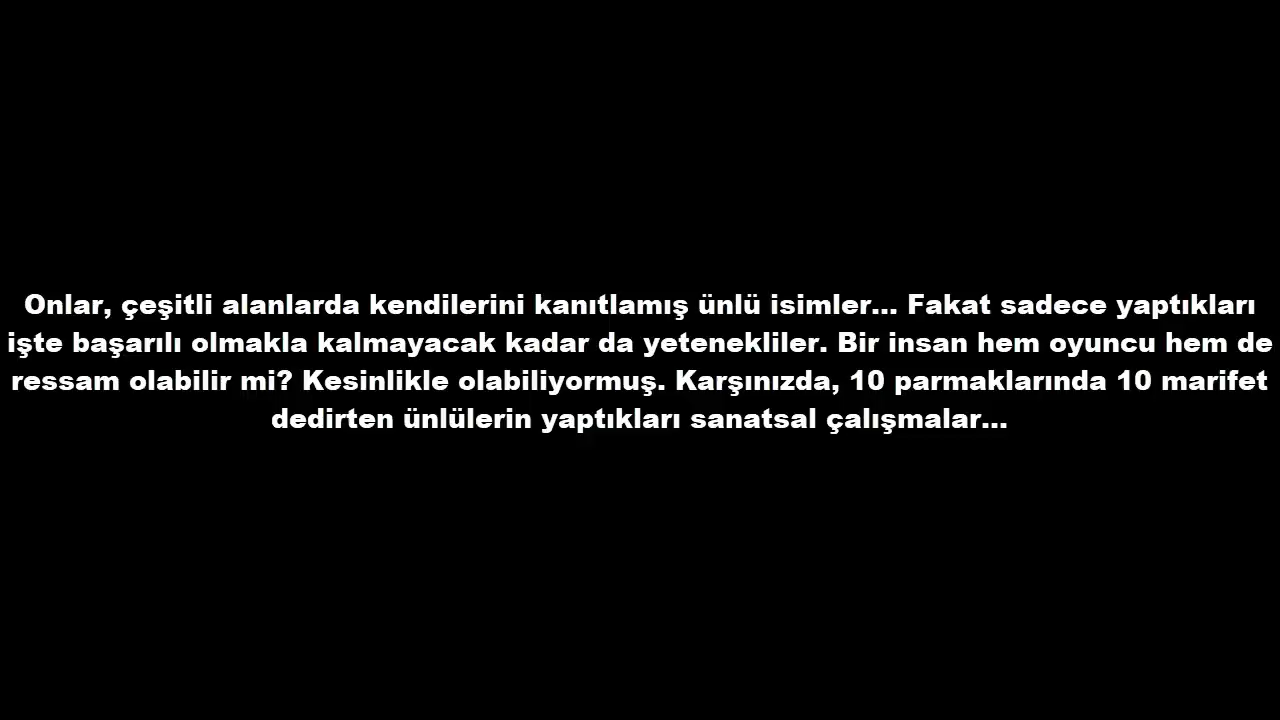 Onlar, çeşitli alanlarda kendilerini kanıtlamış ünlü isimler... Fakat sadece yaptıkları
işte başarılı olmakla kalmayacak kadar da yetenekliler. Bir insan hem oyuncu hem de
ressam olabilir mi? Kesinlikle olabiliyormuş. Karşınızda, 10 parmaklarında 10 marifet
dedirten ünlülerin yaptıkları sanatsal çalışmalar...